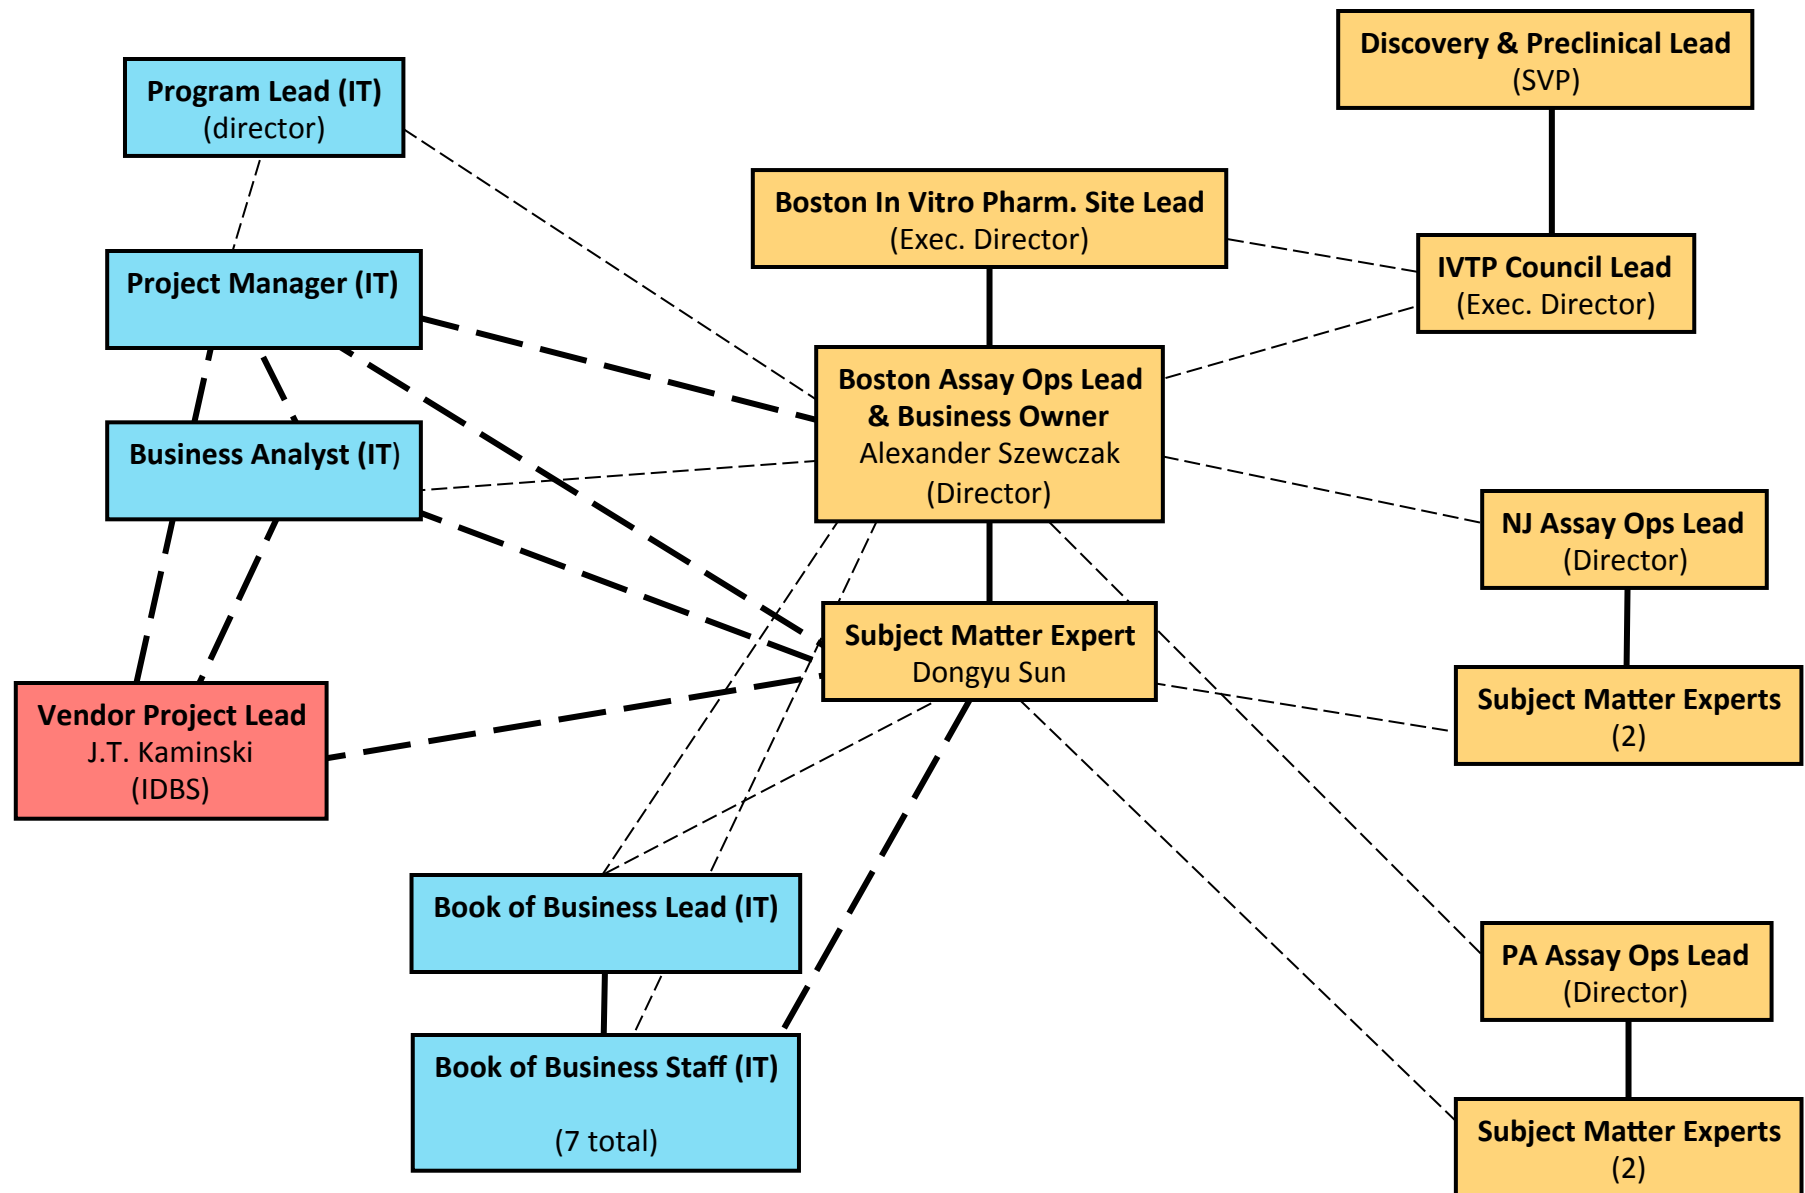 Discovery & Preclinical Lead
(SVP)
Program Lead (IT)
(director)
Boston In Vitro Pharm. Site Lead
(Exec. Director)
IVTP Council Lead
(Exec. Director)
Project Manager (IT)
Boston Assay Ops Lead
& Business Owner
Alexander Szewczak
(Director)
Business Analyst (IT)
NJ Assay Ops Lead
(Director)
Subject Matter Expert
Dongyu Sun
Subject Matter Experts
(2)
Vendor Project Lead
J.T. Kaminski
(IDBS)
Book of Business Lead (IT)
PA Assay Ops Lead
(Director)
Book of Business Staff (IT)
(7 total)
Subject Matter Experts
(2)